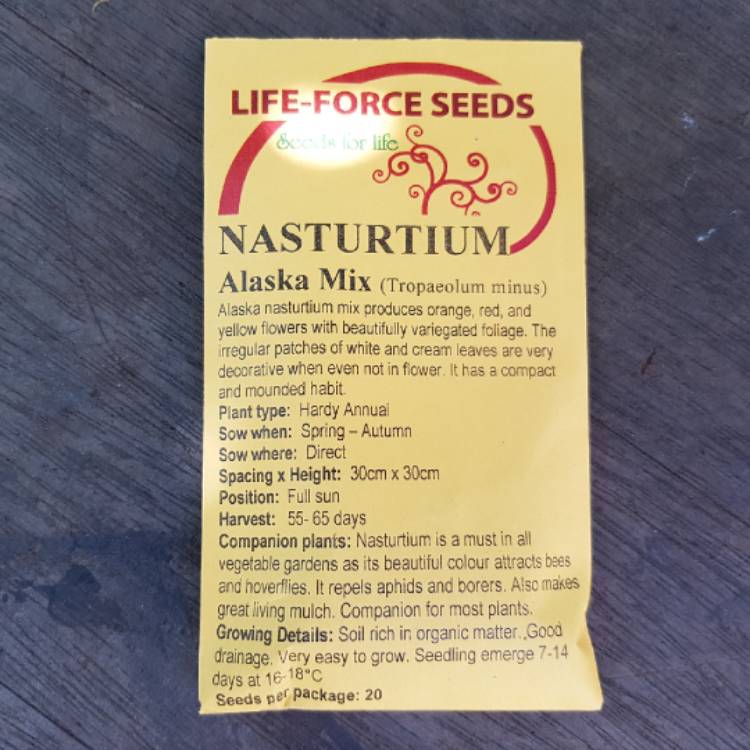 LIFE-FORCE SEEDS
Seeds for life
NASTURTIUM
Alaska Mix (Tropaeolum minus)
Alaska nasturtium mix produces orange, red, and
yellow flowers with beautifully variegated foliage. The
irregular patches of white and cream leaves are very
decorative when even not in flower. It has a compact
and mounded habit.
Plant type: Hardy Annual
Sow when: Spring – Autumn
Sow where: Direct
Spacing x Height: 30cm x 30cm
Position: Full sun
Harvest: 55- 65 days
Companion plants: Nasturtium is a must in all
vegetable gardens as its beautiful colour attracts bees
and hoverflies. It repels aphids and borers. Also makes
great living mulch. Companion for most plants.
Growing Details: Soil rich in organic matter. ,Good
drainage. Very easy to grow. Seedling emerge 7-14
days at 16-18°C
Seeds per package: 20